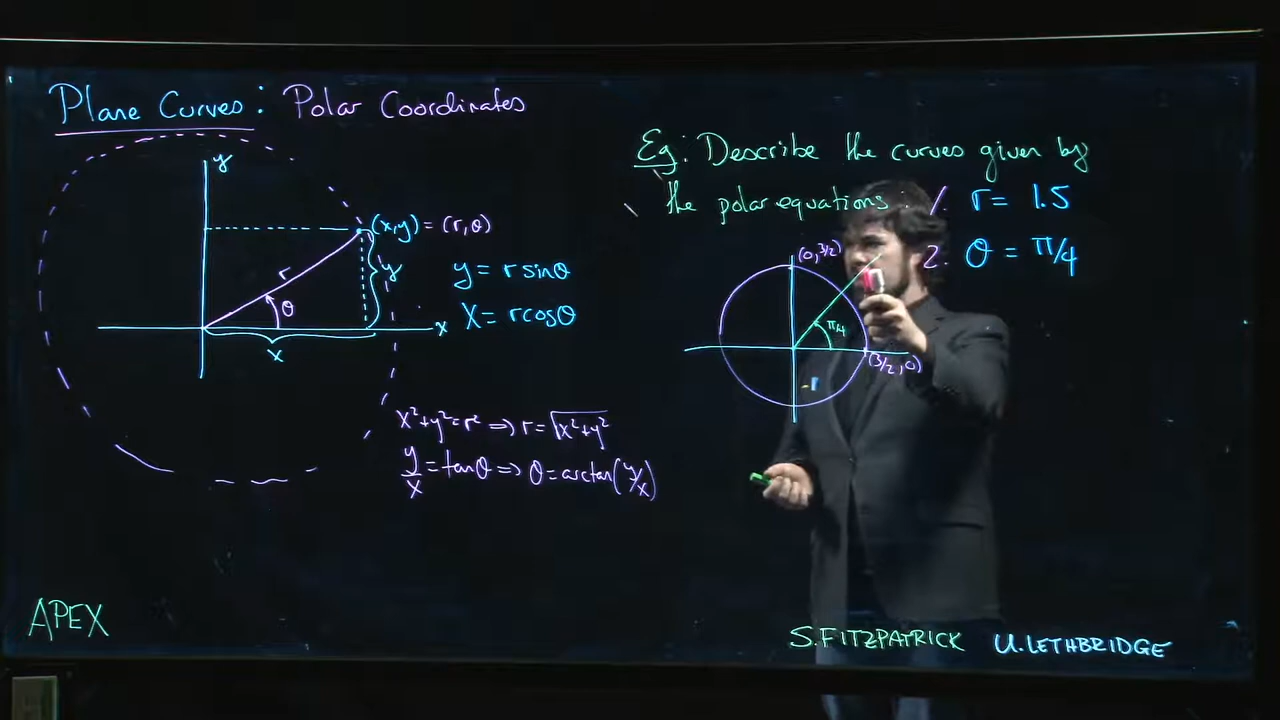 Plane Curves: Polar Coordinates
y
(x,y) = (r,θ)
r
θ
y
x
x
y = r sinθ
x = r cosθ
x²+y²=r² ⇒ r = √x²+y²
y/x = tanθ ⇒ θ = arctan(y/x)
Eg: Describe the curves given by
the polar equations: 1. r = 1.5
2. θ = π/4
(0, 3/2)
π/4
(3/2, 0)
APEX
S. FITZPATRICK U. LETHBRIDGE